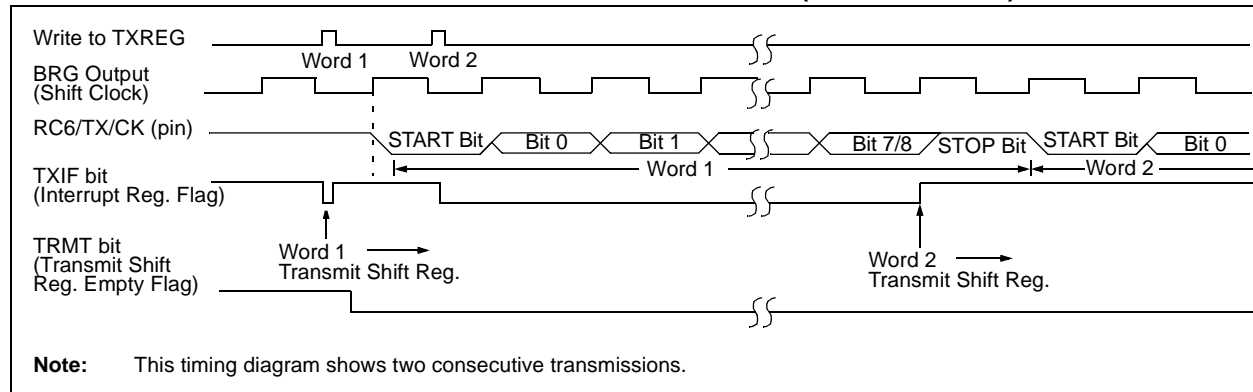 Write to TXREG
Word 1
Word 2
BRG Output
(Shift Clock)
RC6/TX/CK (pin)
START Bit
Bit 0
Bit 1
Bit 7/8
STOP Bit
START Bit
Bit 0
Word 1
Word 2
TXIF bit
(Interrupt Reg. Flag)
TRMT bit
(Transmit Shift
Reg. Empty Flag)
Word 1
Transmit Shift Reg.
Word 2
Transmit Shift Reg.
Note: This timing diagram shows two consecutive transmissions.